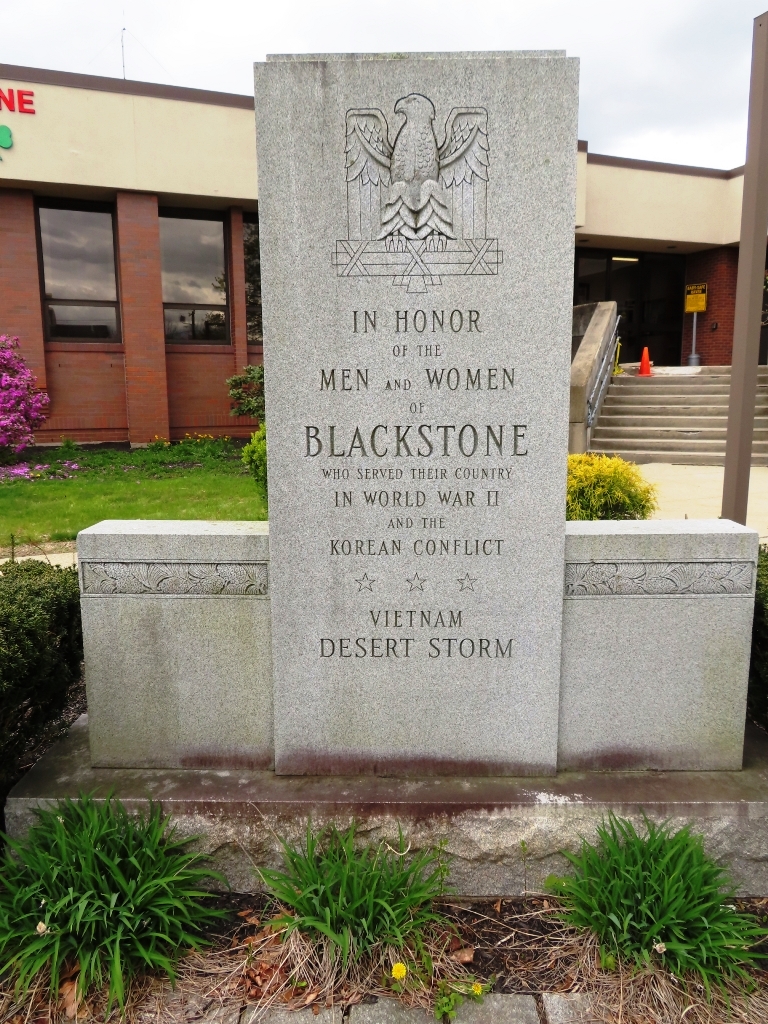 NE
IN HONOR
OF THE
MEN AND WOMEN
OF
BLACKSTONE
WHO SERVED THEIR COUNTRY
IN WORLD WAR II
AND THE
KOREAN CONFLICT
VIETNAM
DESERT STORM